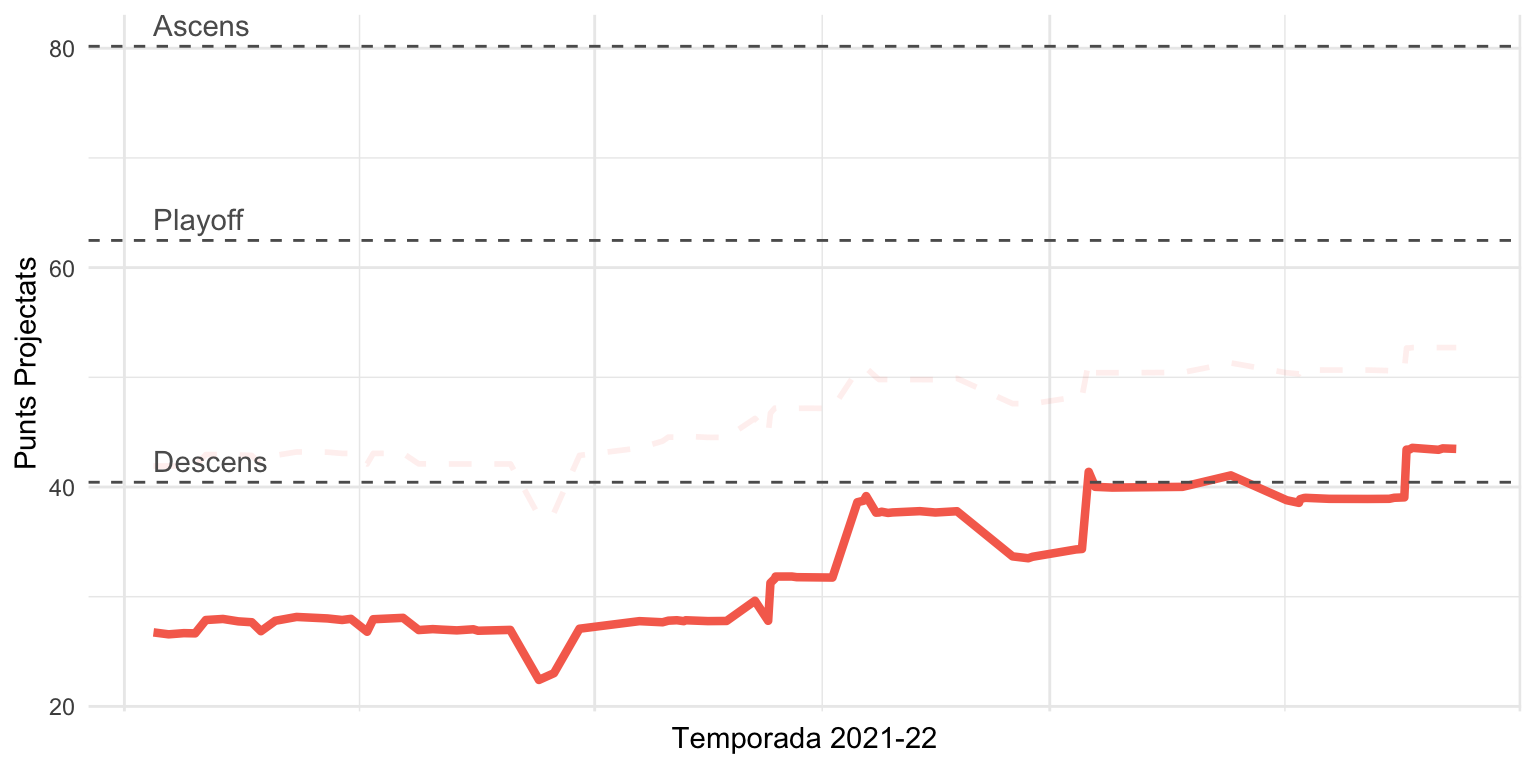 Ascens
80
Playoff
60
Punts Projectats
Descens
40
20
Temporada 2021-22